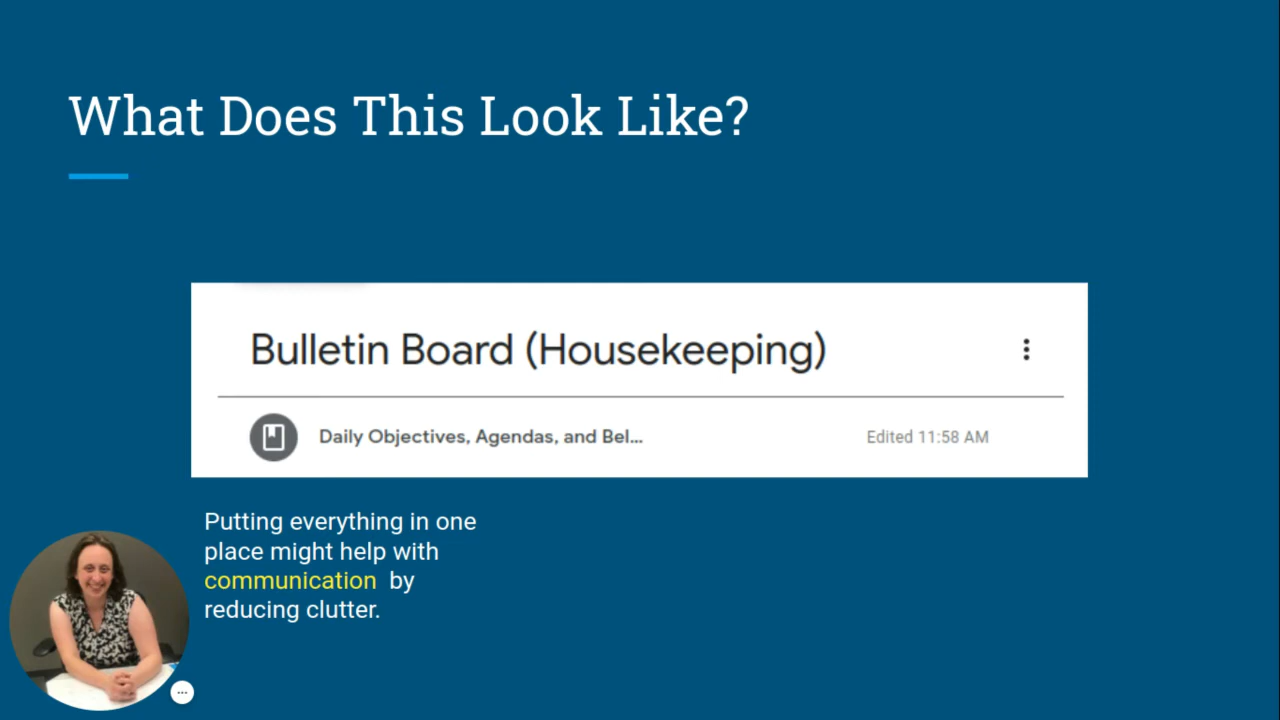 What Does This Look Like?
Bulletin Board (Housekeeping)
Daily Objectives, Agendas, and Bel...
Edited 11:58 AM
Putting everything in one
place might help with
communication by
reducing clutter.